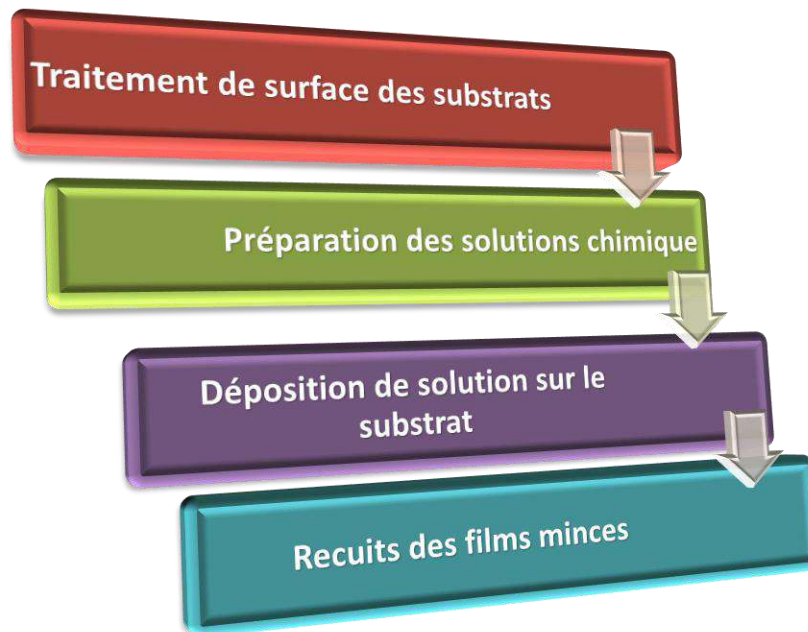 Traitement de surface des substrats
Préparation des solutions chimique
Déposition de solution sur le
substrat
Recuits des films minces